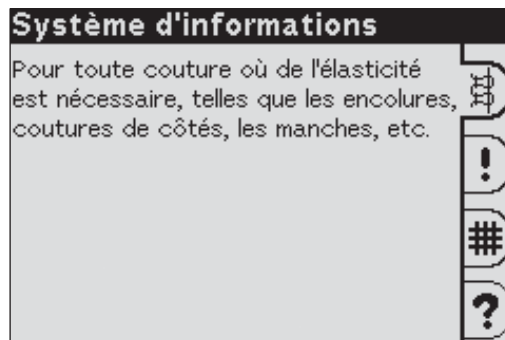 Système d'informations
Pour toute couture où de l'élasticité
est nécessaire, telles que les encolures,
coutures de côtés, les manches, etc.
!
?